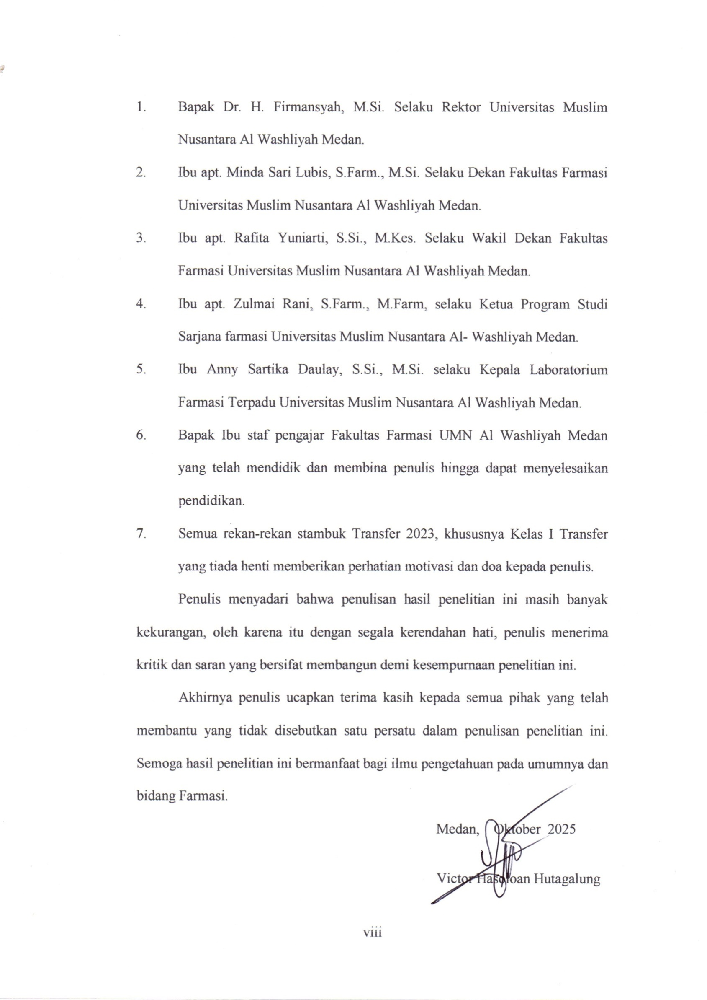 1. Bapak Dr. H. Firmansyah, M.Si. Selaku Rektor Universitas Muslim
Nusantara Al Washliyah Medan.
2. Ibu apt. Minda Sari Lubis, S.Farm., M.Si. Selaku Dekan Fakultas Farmasi
Universitas Muslim Nusantara Al Washliyah Medan.
3. Ibu apt. Rafita Yuniarti, S.Si., M.Kes. Selaku Wakil Dekan Fakultas
Farmasi Universitas Muslim Nusantara Al Washliyah Medan.
4. Ibu apt. Zulmai Rani, S.Farm., M.Farm, selaku Ketua Program Studi
Sarjana farmasi Universitas Muslim Nusantara Al- Washliyah Medan.
5. Ibu Anny Sartika Daulay, S.Si., M.Si. selaku Kepala Laboratorium
Farmasi Terpadu Universitas Muslim Nusantara Al Washliyah Medan.
6. Bapak Ibu staf pengajar Fakultas Farmasi UMN Al Washliyah Medan
yang telah mendidik dan membina penulis hingga dapat menyelesaikan
pendidikan.
7. Semua rekan-rekan stambuk Transfer 2023, khususnya Kelas I Transfer
yang tiada henti memberikan perhatian motivasi dan doa kepada penulis.
Penulis menyadari bahwa penulisan hasil penelitian ini masih banyak
kekurangan, oleh karena itu dengan segala kerendahan hati, penulis menerima
kritik dan saran yang bersifat membangun demi kesempurnaan penelitian ini.
Akhirnya penulis ucapkan terima kasih kepada semua pihak yang telah
membantu yang tidak disebutkan satu persatu dalam penulisan penelitian ini.
Semoga hasil penelitian ini bermanfaat bagi ilmu pengetahuan pada umumnya dan
bidang Farmasi.
Medan, Oktober 2025
Victor Hasoloan Hutagalung
viii